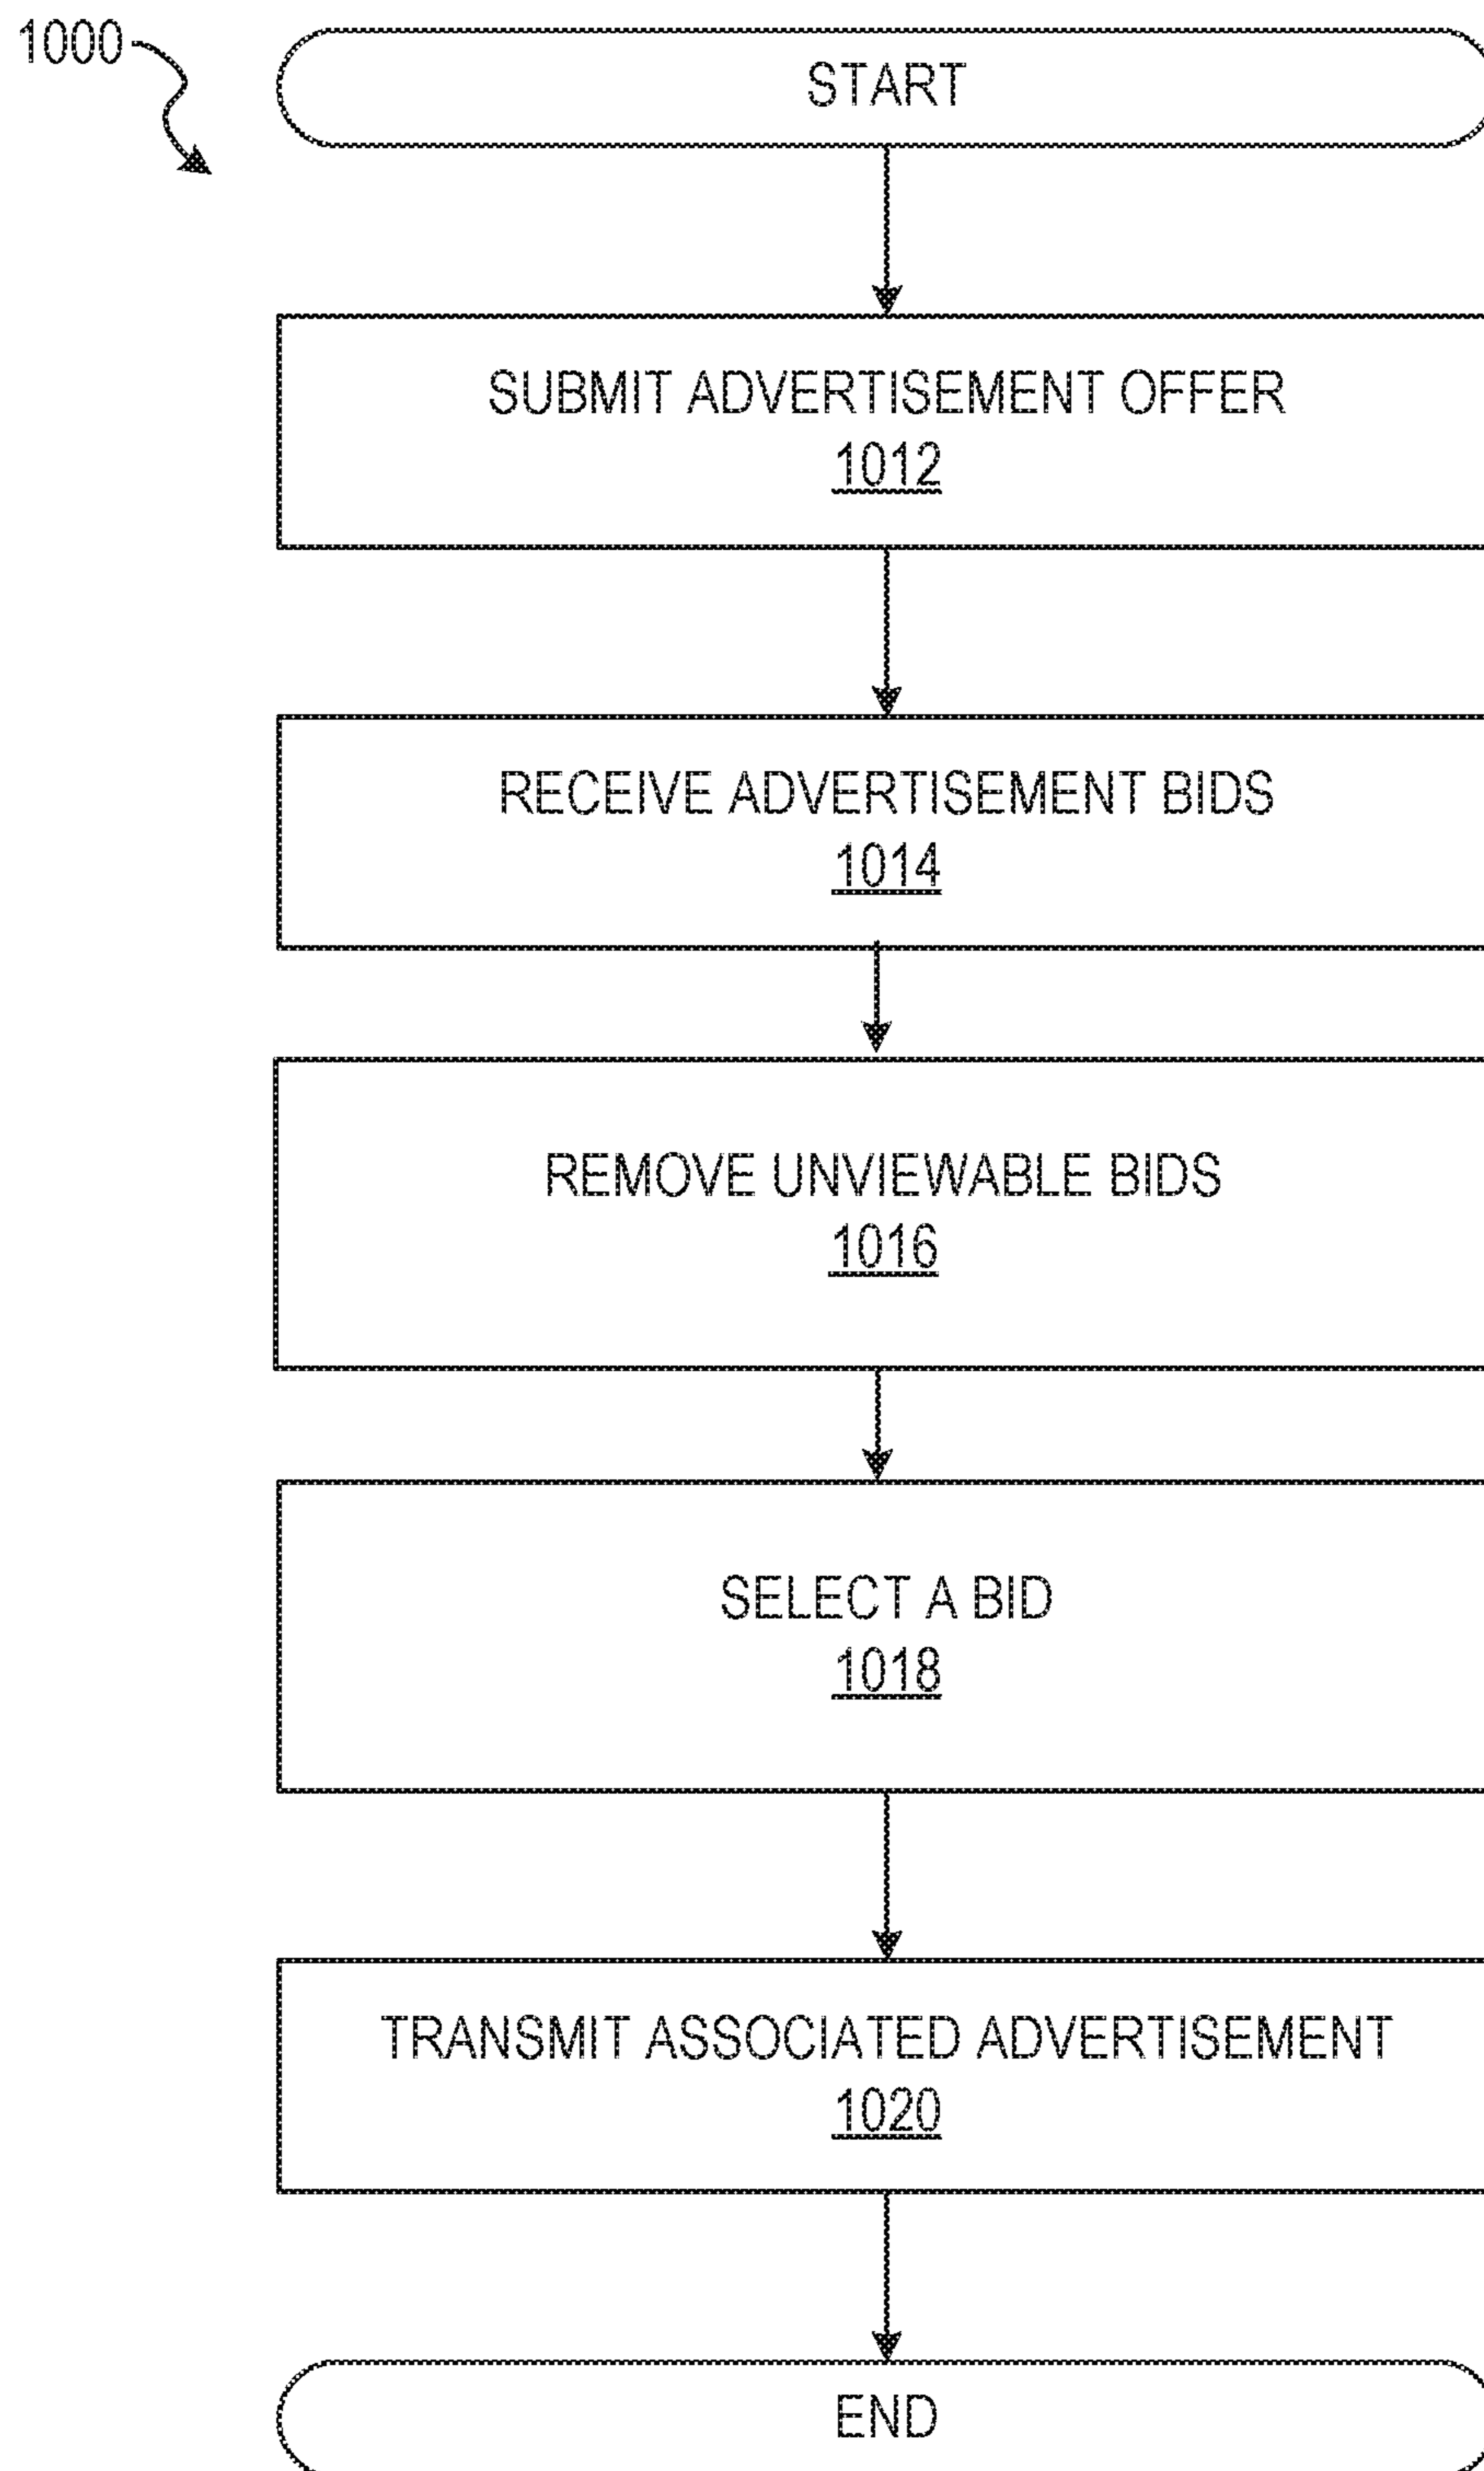 1000
START
SUBMIT ADVERTISEMENT OFFER
1012
RECEIVE ADVERTISEMENT BIDS
1014
REMOVE UNVIEWABLE BIDS
1016
SELECT A BID
1018
TRANSMIT ASSOCIATED ADVERTISEMENT
1020
END